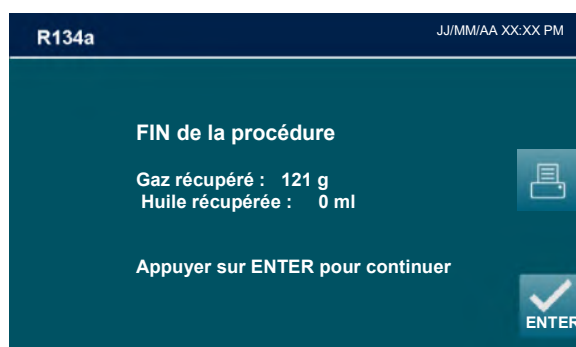 R134a
JJ/MM/AA XX:XX PM
FIN de la procédure
Gaz récupéré : 121 g
Huile récupérée : 0 ml
Appuyer sur ENTER pour continuer
ENTER